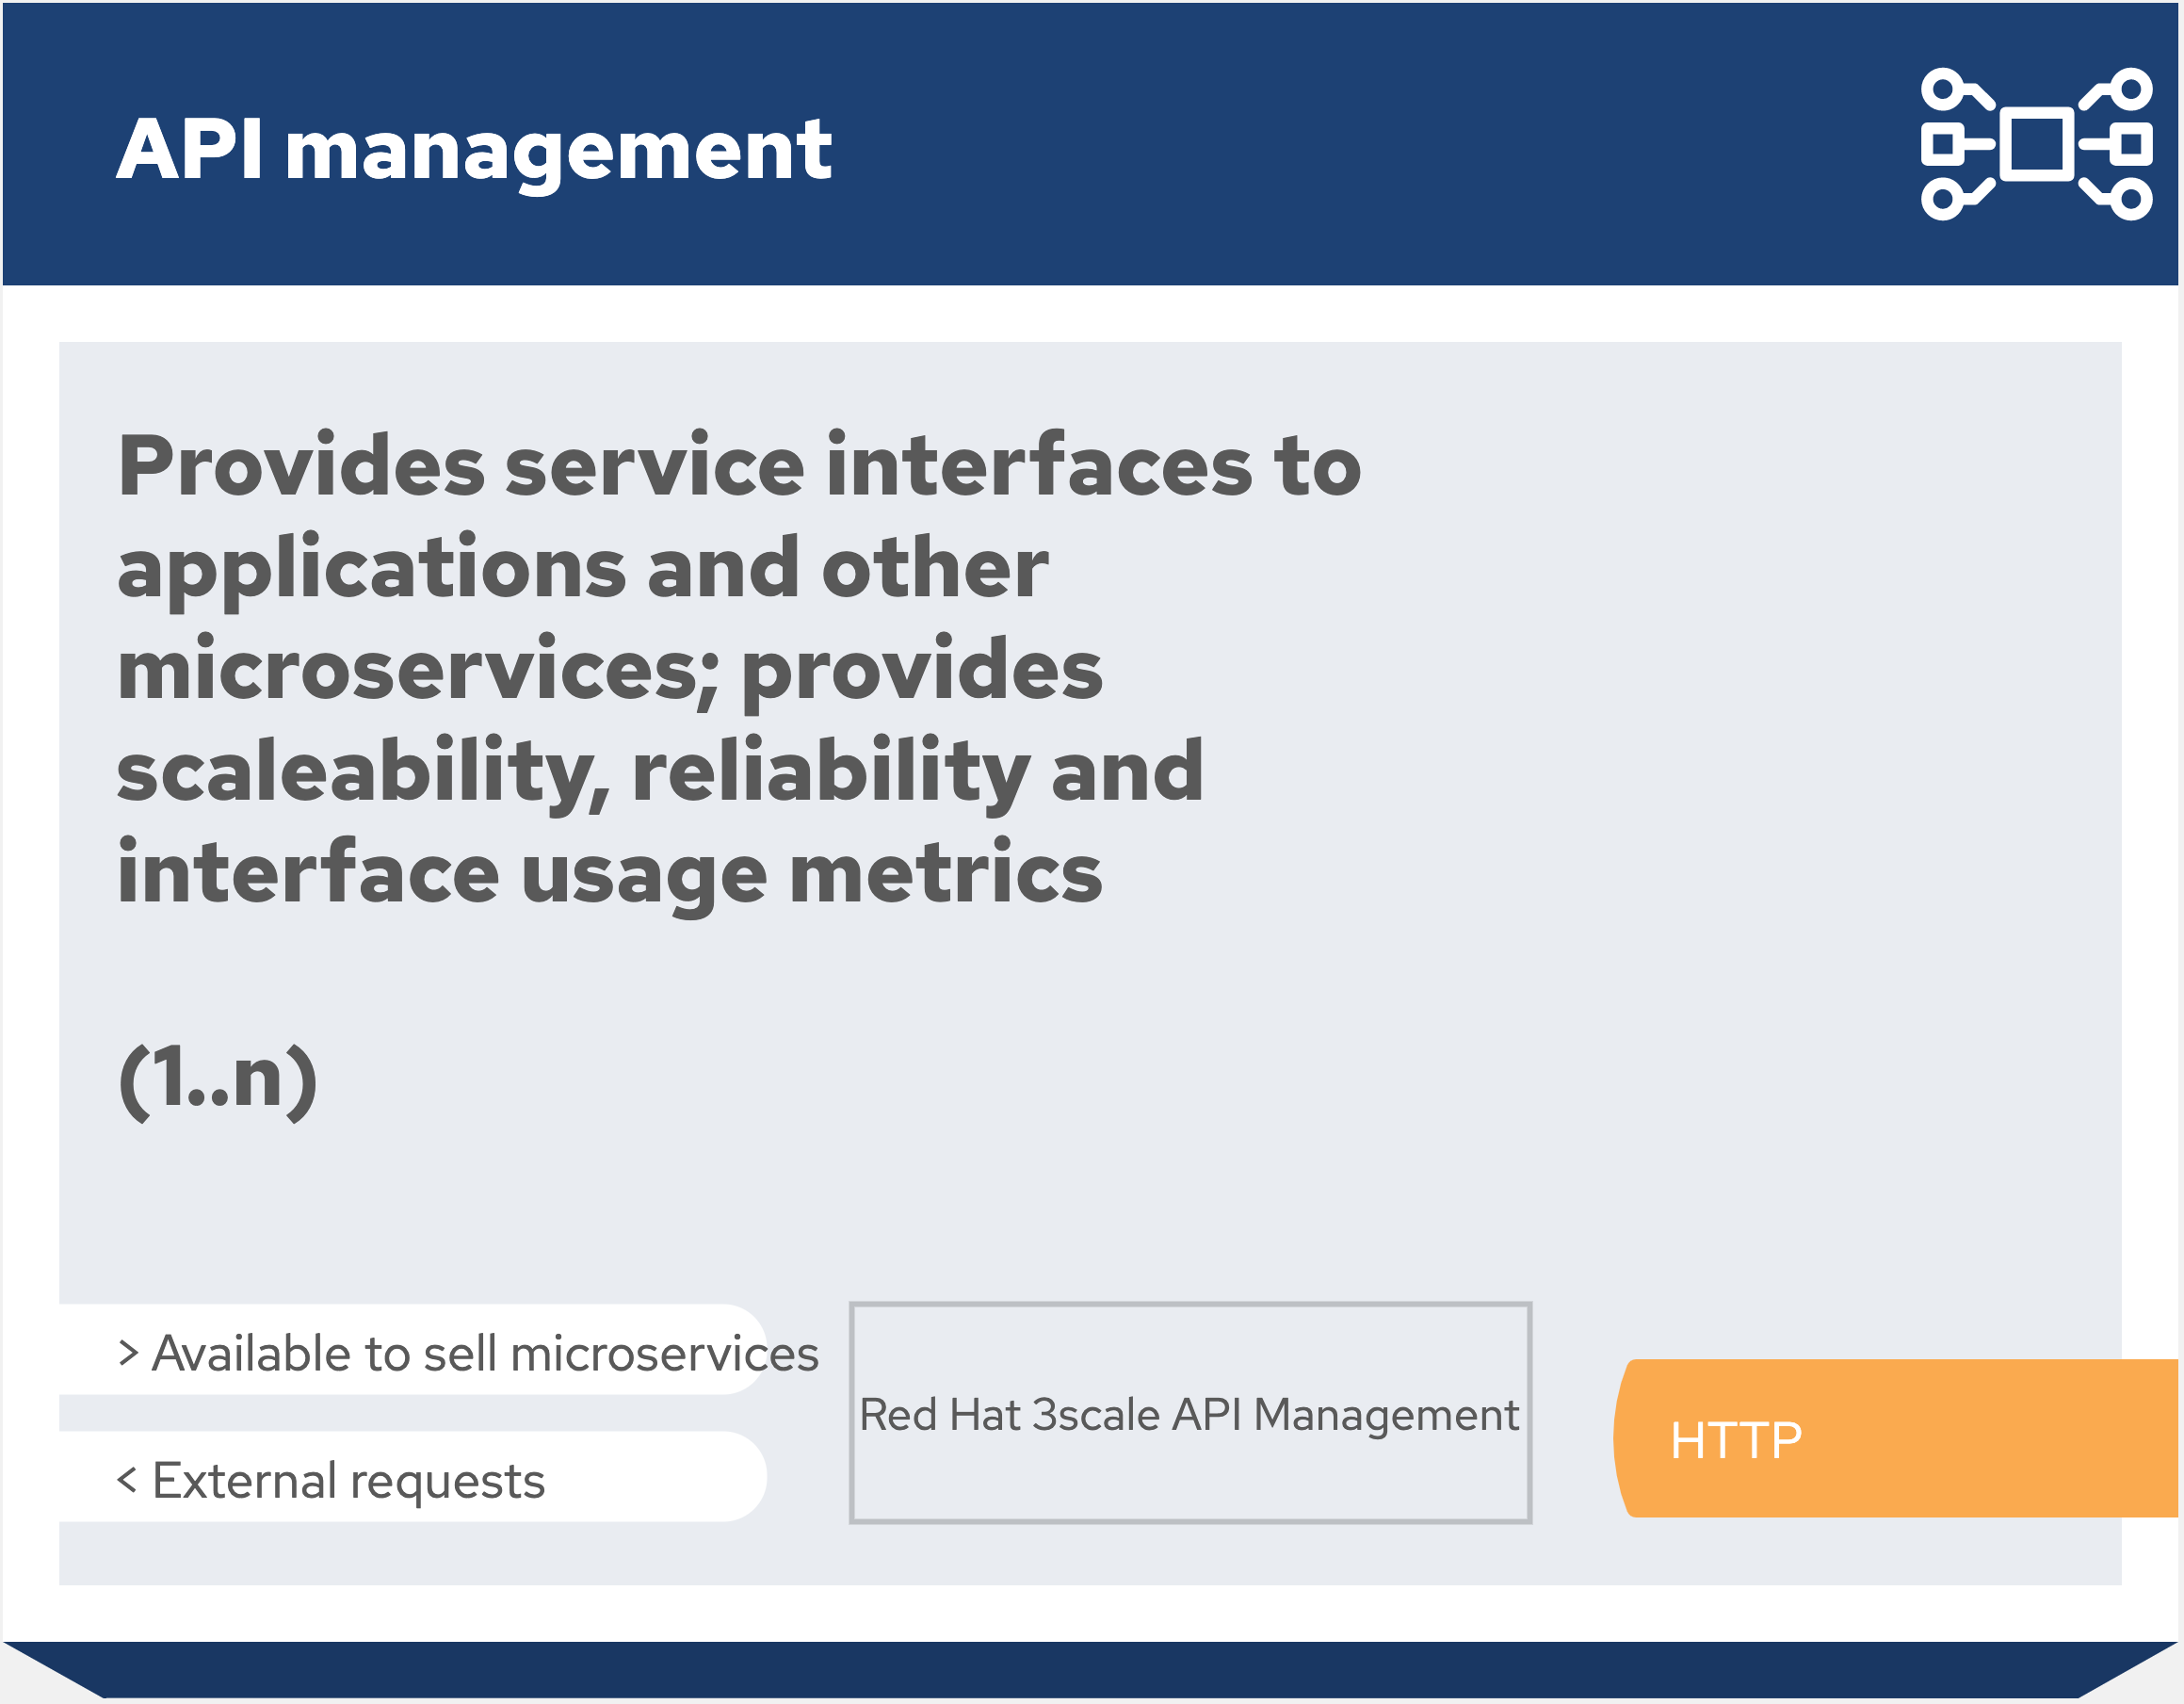 API management
Provides service interfaces to
applications and other
microservices; provides
scaleability, reliability and
interface usage metrics
(1..n)
> Available to sell microservices
< External requests
Red Hat 3scale API Management
HTTP